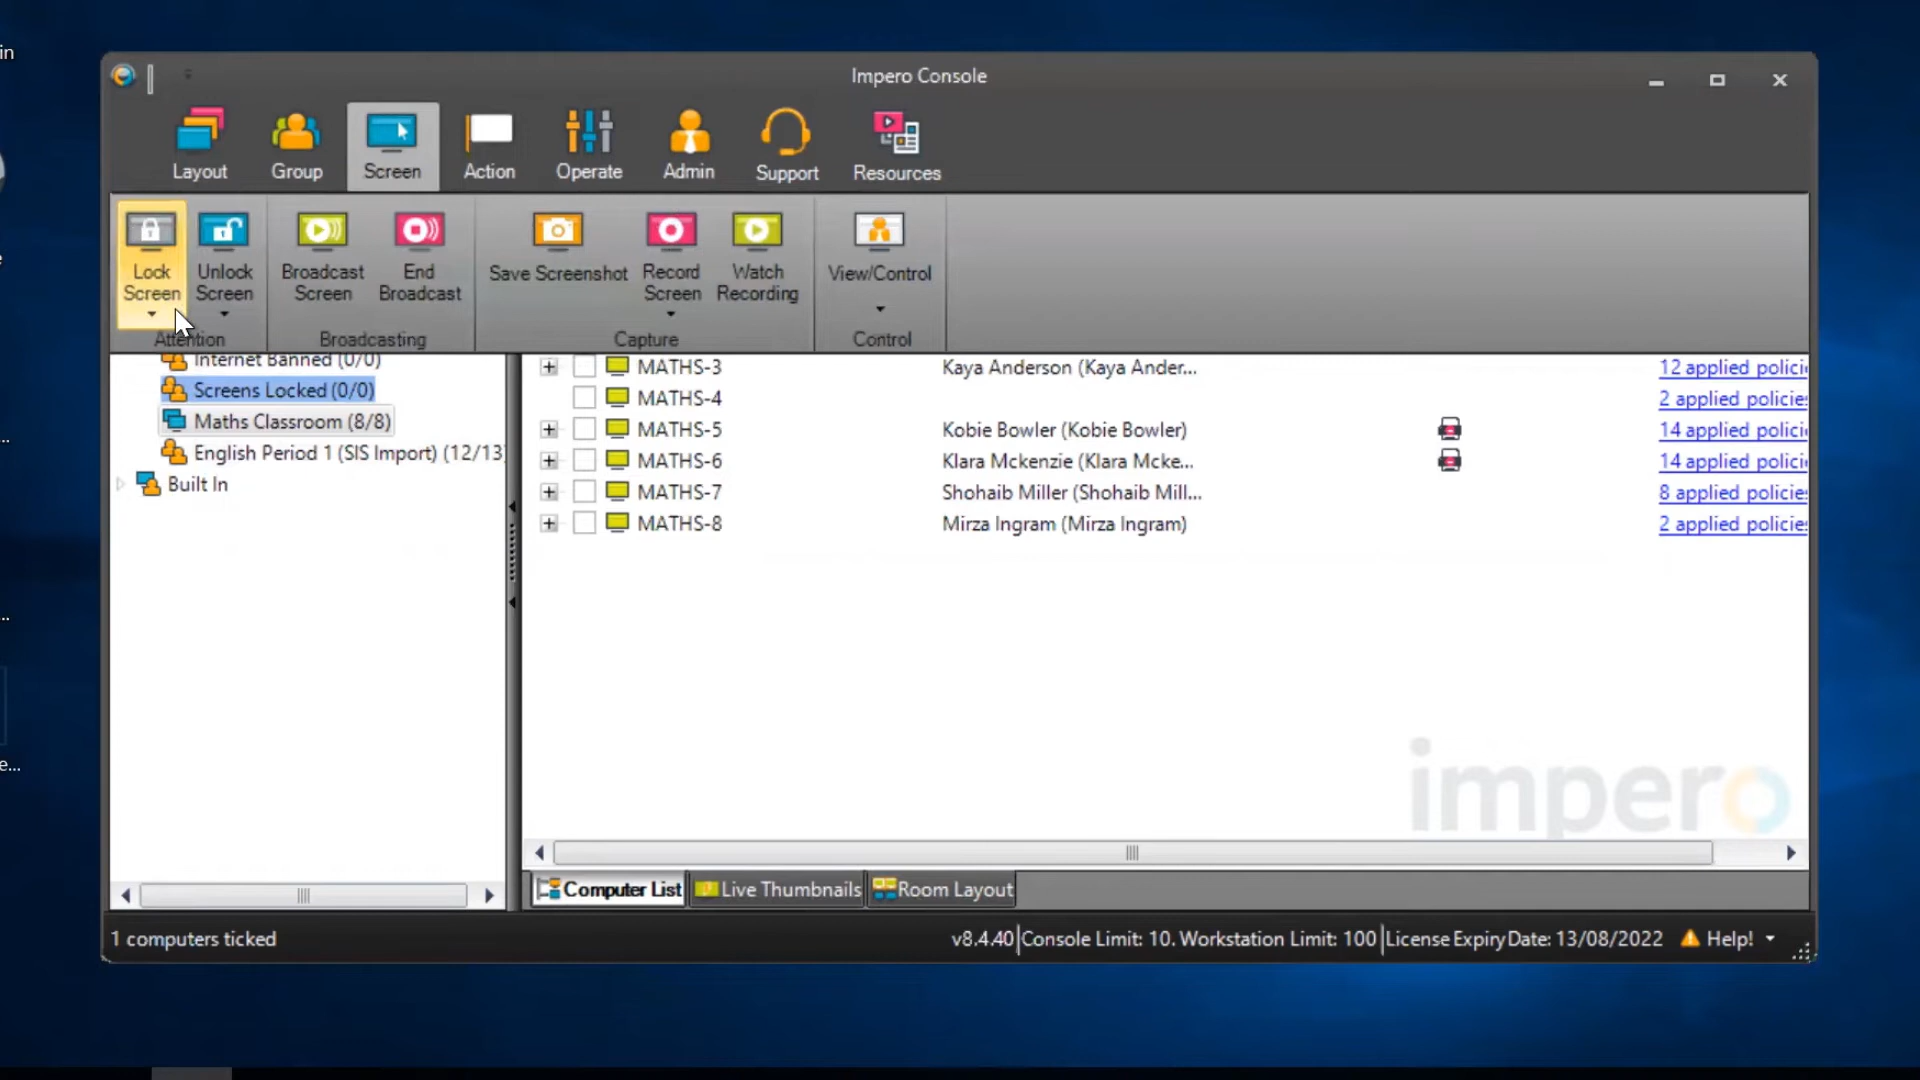 in
Impero Console
Layout
Group
Screen
Action
Operate
Admin
Support
Resources
Lock Screen
Unlock Screen
Broadcast Screen
End Broadcast
Save Screenshot
Record Screen
Watch Recording
View/Control
Attention
Broadcasting
Capture
Control
Internet Banned (0/0)
Screens Locked (0/0)
Maths Classroom (8/8)
English Period 1 (SIS Import) (12/13)
Built In
MATHS-3 Kaya Anderson (Kaya Ander... 12 applied polici
MATHS-4 2 applied policie
MATHS-5 Kobie Bowler (Kobie Bowler) 14 applied polici
MATHS-6 Klara Mckenzie (Klara Mcke... 14 applied polici
MATHS-7 Shohaib Miller (Shohaib Mill... 8 applied policie
MATHS-8 Mirza Ingram (Mirza Ingram) 2 applied policie
e
...
...
e...
impero
Computer List
Live Thumbnails
Room Layout
1 computers ticked
v8.4.40 Console Limit: 10. Workstation Limit: 100 License Expiry Date: 13/08/2022 Help!